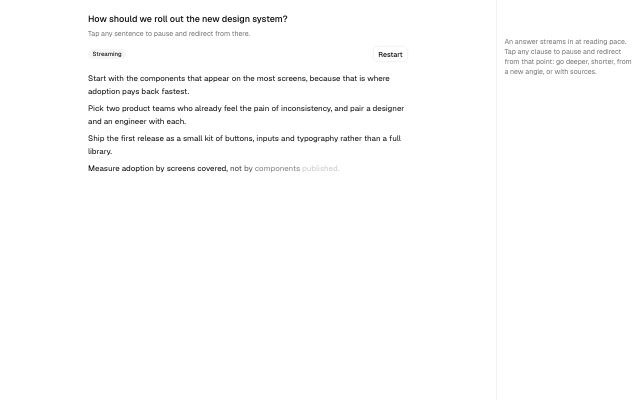 How should we roll out the new design system?
Tap any sentence to pause and redirect from there.
Streaming
Restart
Start with the components that appear on the most screens, because that is where
adoption pays back fastest.
Pick two product teams who already feel the pain of inconsistency, and pair a designer
and an engineer with each.
Ship the first release as a small kit of buttons, inputs and typography rather than a full
library.
Measure adoption by screens covered, not by components published.
An answer streams in at reading pace.
Tap any clause to pause and redirect
from that point: go deeper, shorter, from
a new angle, or with sources.